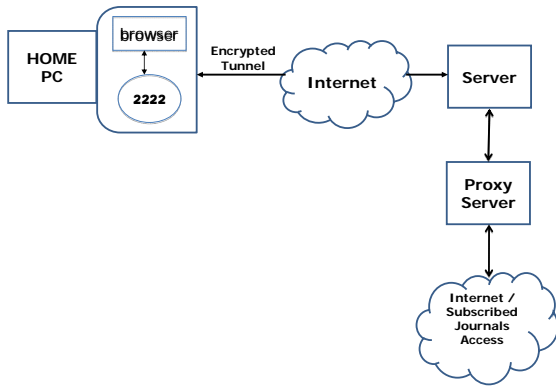 HOME
PC
browser
2222
Encrypted
Tunnel
Internet
Server
Proxy
Server
Internet /
Subscribed
Journals
Access